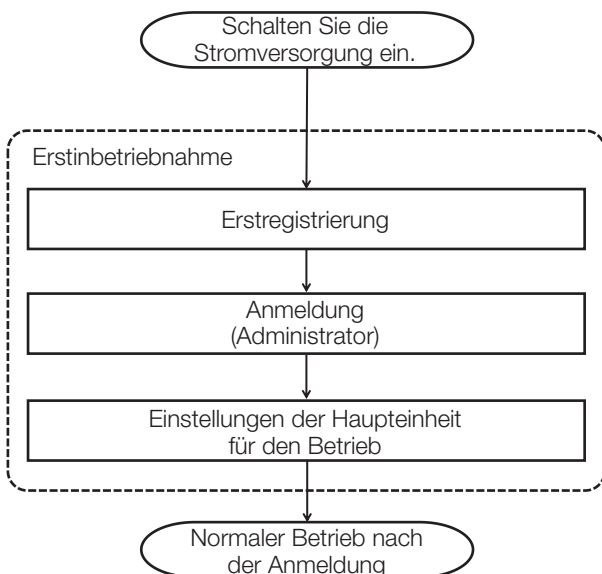 Schalten Sie die
Stromversorgung ein.
Erstinbetriebnahme
Erstregistrierung
Anmeldung
(Administrator)
Einstellungen der Haupteinheit
für den Betrieb
Normaler Betrieb nach
der Anmeldung